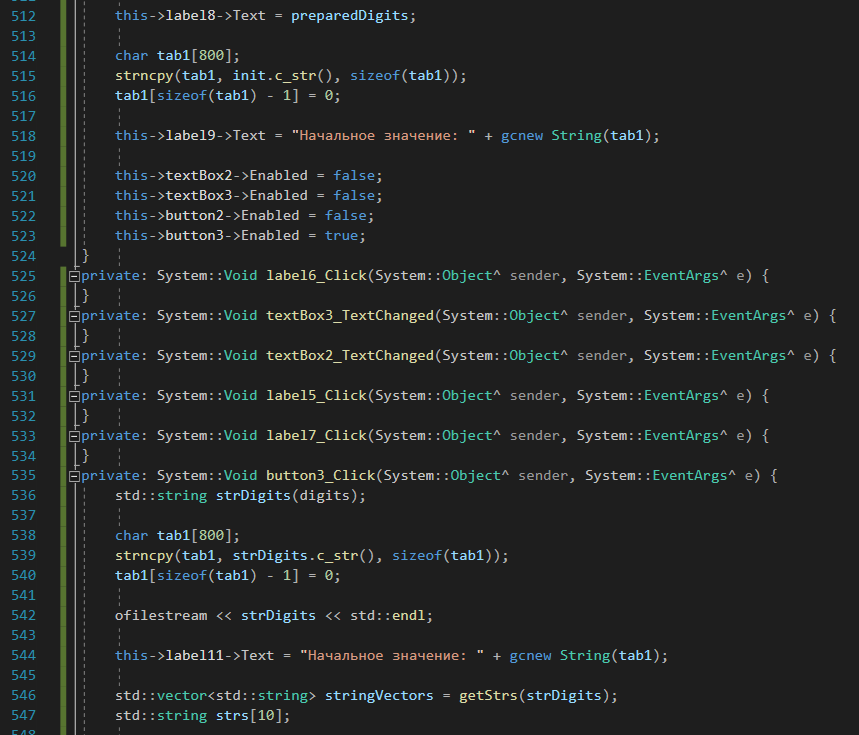 512 this->label8->Text = preparedDigits;
513
514 char tab1[800];
515 strncpy(tab1, init.c_str(), sizeof(tab1));
516 tab1[sizeof(tab1) - 1] = 0;
517
518 this->label9->Text = "Начальное значение: " + gcnew String(tab1);
519
520 this->textBox2->Enabled = false;
521 this->textBox3->Enabled = false;
522 this->button2->Enabled = false;
523 this->button3->Enabled = true;
524 }
525 private: System::Void label6_Click(System::Object^ sender, System::EventArgs^ e) {
526 }
527 private: System::Void textBox3_TextChanged(System::Object^ sender, System::EventArgs^ e) {
528 }
529 private: System::Void textBox2_TextChanged(System::Object^ sender, System::EventArgs^ e) {
530 }
531 private: System::Void label5_Click(System::Object^ sender, System::EventArgs^ e) {
532 }
533 private: System::Void label7_Click(System::Object^ sender, System::EventArgs^ e) {
534 }
535 private: System::Void button3_Click(System::Object^ sender, System::EventArgs^ e) {
536 std::string strDigits(digits);
537
538 char tab1[800];
539 strncpy(tab1, strDigits.c_str(), sizeof(tab1));
540 tab1[sizeof(tab1) - 1] = 0;
541
542 ofilestream << strDigits << std::endl;
543
544 this->label11->Text = "Начальное значение: " + gcnew String(tab1);
545
546 std::vector<std::string> stringVectors = getStrs(strDigits);
547 std::string strs[10];